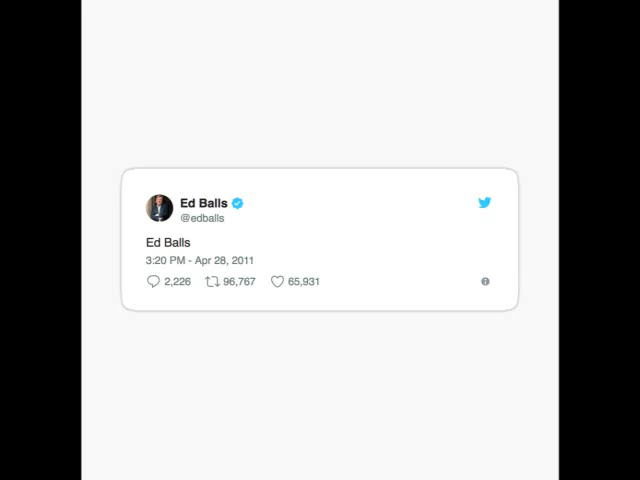 Ed Balls
@edballs
Ed Balls
3:20 PM - Apr 28, 2011
2,226 96,767 65,931